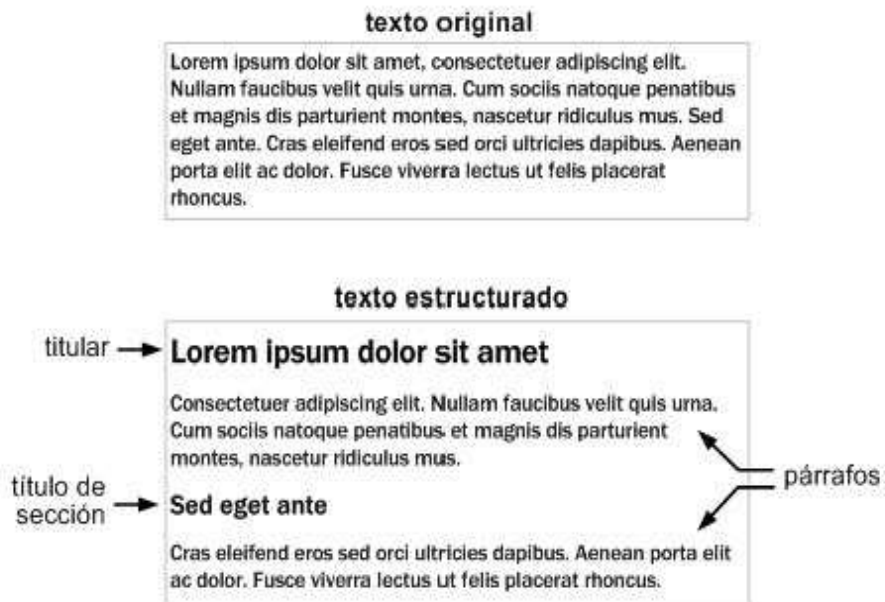 texto original
Lorem ipsum dolor sit amet, consectetuer adipiscing elit.
Nullam faucibus velit quis urna. Cum sociis natoque penatibus
et magnis dis parturient montes, nascetur ridiculus mus. Sed
eget ante. Cras eleifend eros sed orci ultricies dapibus. Aenean
porta elit ac dolor. Fusce viverra lectus ut felis placerat
rhoncus.
texto estructurado
titular
Lorem ipsum dolor sit amet
Consectetuer adipiscing elit. Nullam faucibus velit quis urna.
Cum sociis natoque penatibus et magnis dis parturient
montes, nascetur ridiculus mus.
párrafos
título de
sección
Sed eget ante
Cras eleifend eros sed orci ultricies dapibus. Aenean porta elit
ac dolor. Fusce viverra lectus ut felis placerat rhoncus.